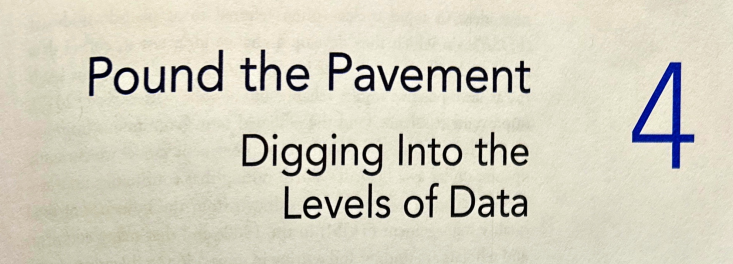 Pound the Pavement
4
Digging Into the
Levels of Data